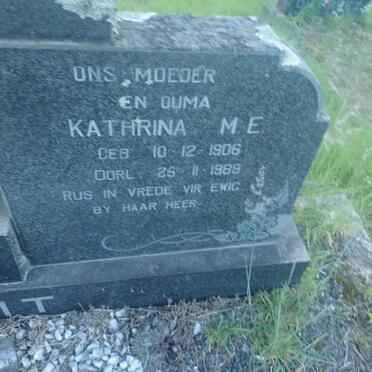 ONS MOEDER
EN OUMA
KATHRINA M E
GEB 10-12-1906
OORL. 25-11-1989
RUS IN VREDE VIR EWIG
BY HAAR HEER
IT